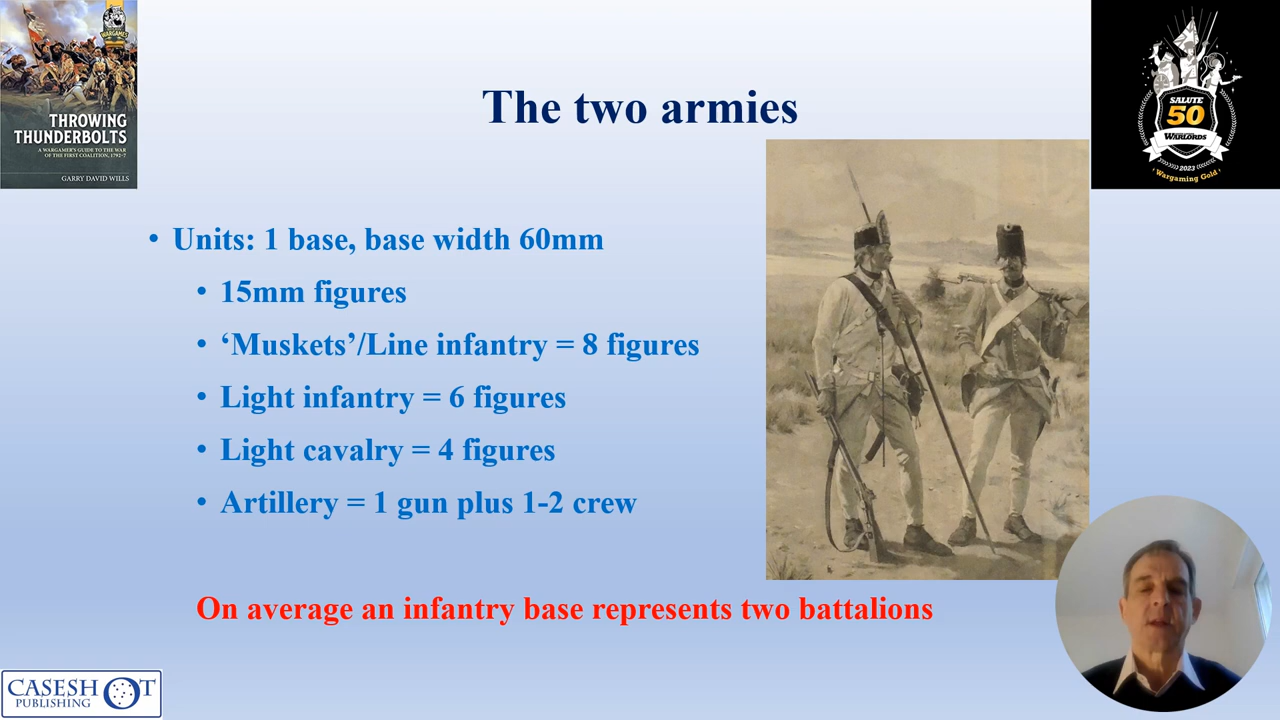 THROWING
THUNDERBOLTS
A WARGAMER'S GUIDE TO THE WAR
OF THE FIRST COALITION, 1792-7
GARRY DAVID WILLS
The two armies
SALUTE
50
WARLORDS
2023
Wargaming Gold
• Units: 1 base, base width 60mm
• 15mm figures
• ‘Muskets’/Line infantry = 8 figures
• Light infantry = 6 figures
• Light cavalry = 4 figures
• Artillery = 1 gun plus 1-2 crew
On average an infantry base represents two battalions
CASESHOT
PUBLISHING